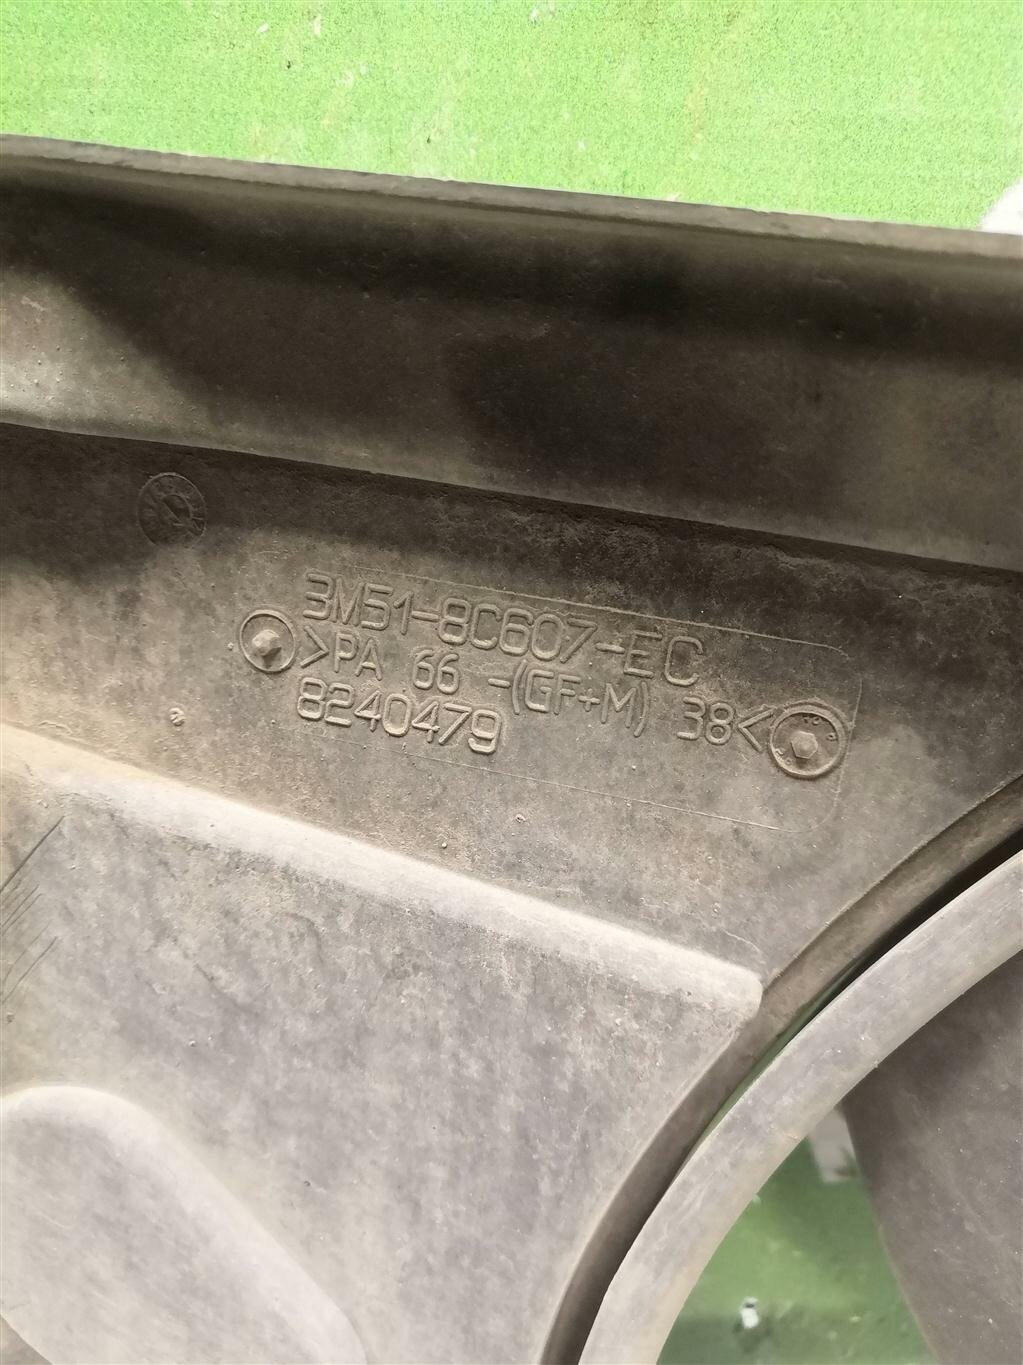 3M51-8C607-EC
>PA 66 -(GF+M) 38<
8240479